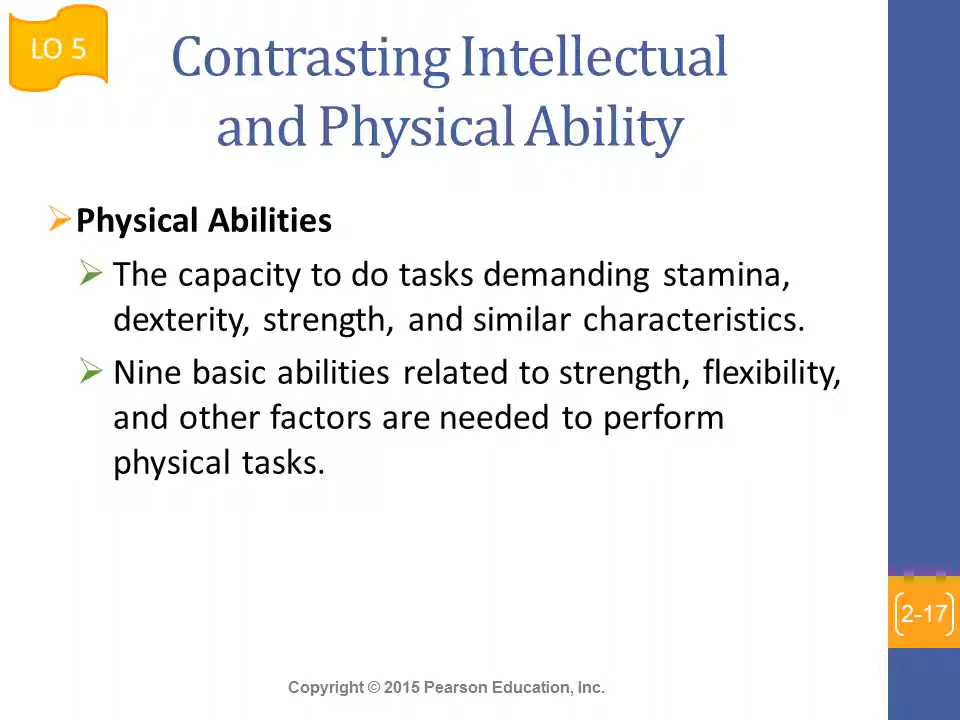 LO 5
Contrasting Intellectual
and Physical Ability
Physical Abilities
The capacity to do tasks demanding stamina,
dexterity, strength, and similar characteristics.
Nine basic abilities related to strength, flexibility,
and other factors are needed to perform
physical tasks.
2-17
Copyright © 2015 Pearson Education, Inc.